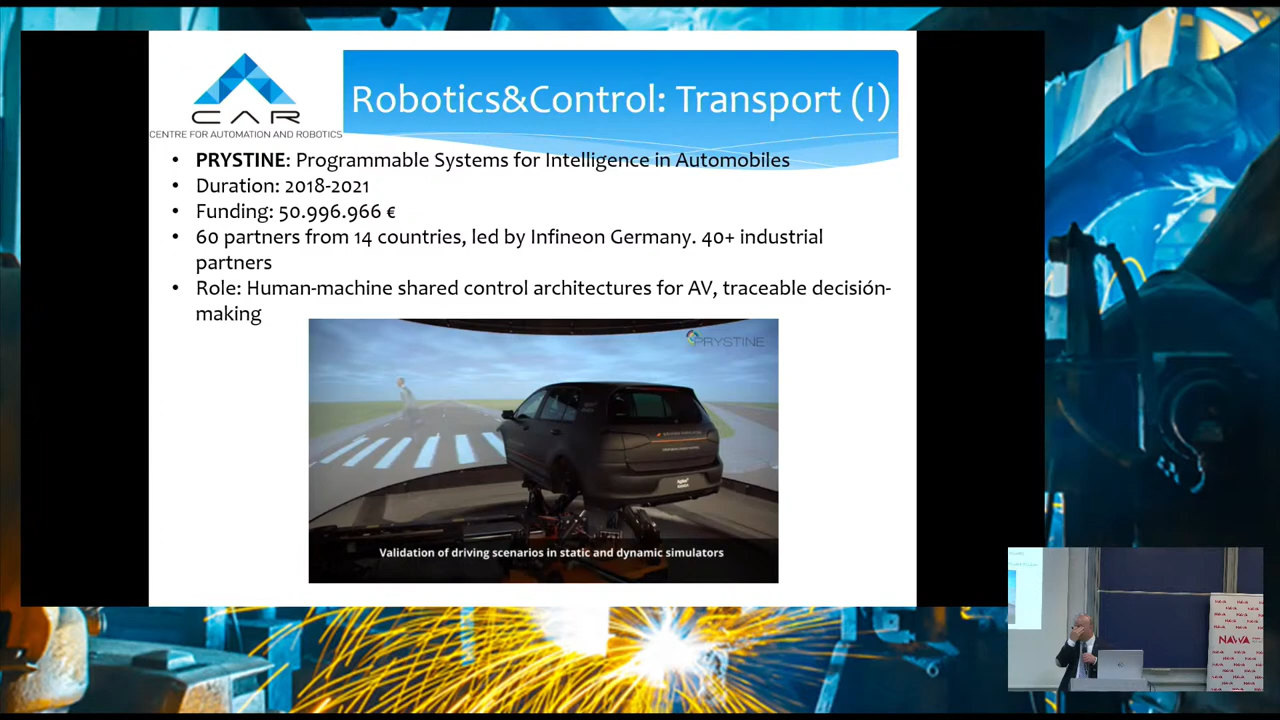 CAR
CENTRE FOR AUTOMATION AND ROBOTICS
Robotics&Control: Transport (I)
• PRYSTINE: Programmable Systems for Intelligence in Automobiles
• Duration: 2018-2021
• Funding: 50.996.966 €
• 60 partners from 14 countries, led by Infineon Germany. 40+ industrial
partners
• Role: Human-machine shared control architectures for AV, traceable decisión-
making
PRYSTINE
Validation of driving scenarios in static and dynamic simulators
NAWA